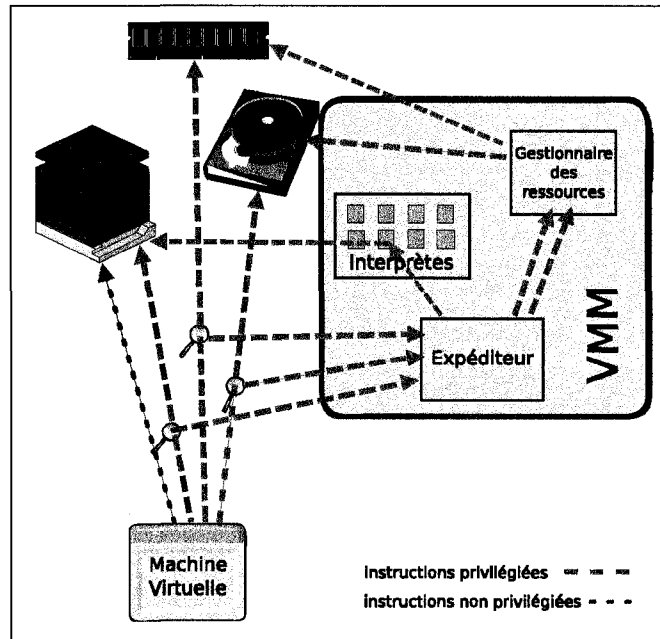 Gestionnaire
des
ressources
Interprètes
Expéditeur
VMM
Machine
Virtuelle
instructions privilégiées
instructions non privilégiées